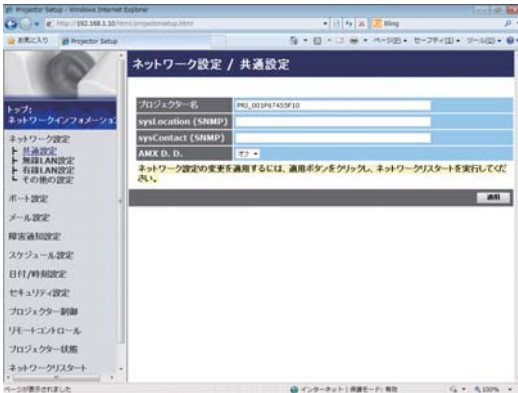 Projector Setup - Windows Internet Explorer
http://192.168.1.10/html/projectorsetup.html
Bing
お気に入り
Projector Setup
ページ(P)
セーフティ(S)
ツール(O)
ネットワーク設定 / 共通設定
トップ:
ネットワークインフォメーション
ネットワーク設定
共通設定
無線LAN設定
有線LAN設定
その他の設定
ポート設定
メール設定
障害通知設定
スケジュール設定
日付/時刻設定
セキュリティ設定
プロジェクター制御
リモートコントロール
プロジェクター状態
ネットワークリスタート
プロジェクター名
PRJ_001F67455F10
sysLocation (SNMP)
sysContact (SNMP)
AMX D. D.
オフ
ネットワーク設定の変更を適用するには、適用ボタンをクリックし、ネットワークリスタートを実行してくだ
さい。
適用
ページが表示されました
インターネット | 保護モード: 有効
100%